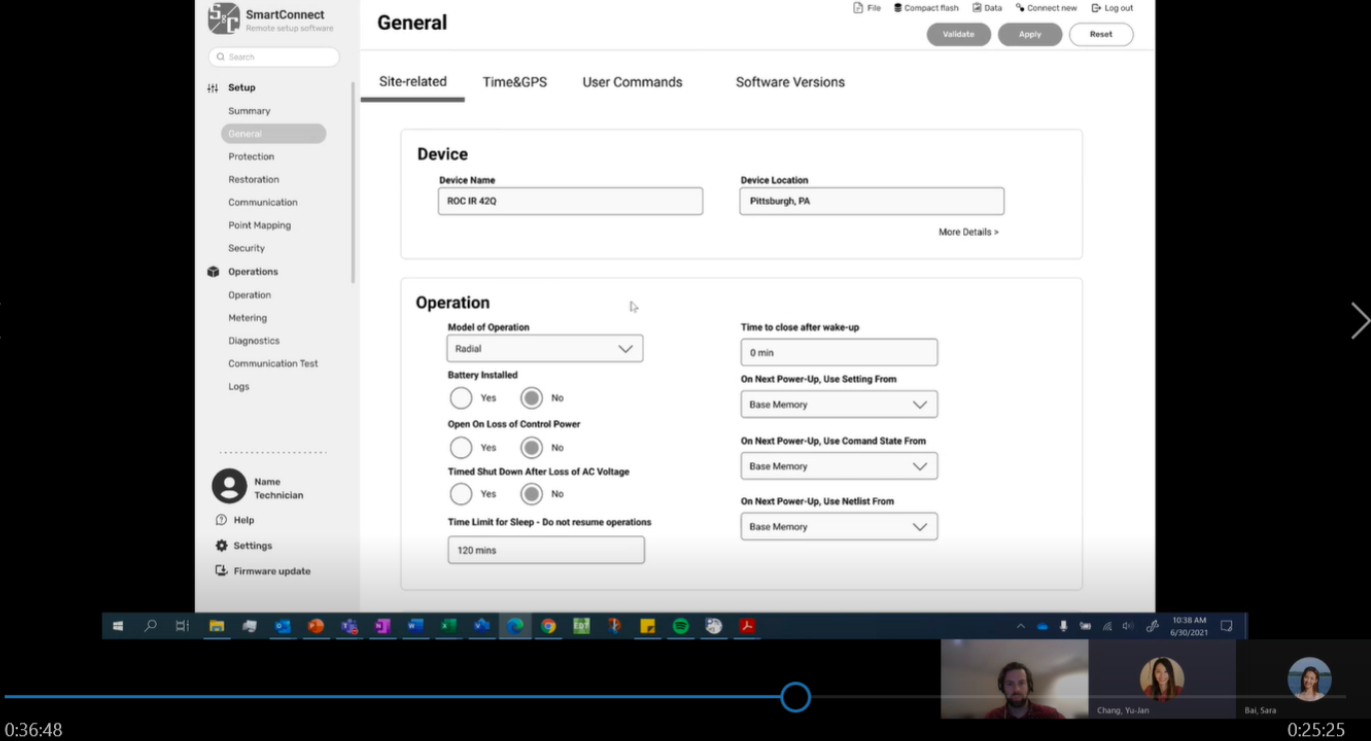 SmartConnect
Remote setup software
Search
Setup
Summary
General
Protection
Restoration
Communication
Point Mapping
Security
Operations
Operation
Metering
Diagnostics
Communication Test
Logs
Name
Technician
Help
Settings
Firmware update
General
File Compact flash Data Connect new Log out
Validate Apply Reset
Site-related Time&GPS User Commands Software Versions
Device
Device Name Device Location
ROC IR 42Q Pittsburgh, PA
More Details >
Operation
Model of Operation
Radial
Battery Installed
Yes No
Open On Loss of Control Power
Yes No
Timed Shut Down After Loss of AC Voltage
Yes No
Time Limit for Sleep - Do not resume operations
120 mins
Time to close after wake-up
0 min
On Next Power-Up, Use Setting From
Base Memory
On Next Power-Up, Use Comand State From
Base Memory
On Next Power-Up, Use Netlist From
Base Memory
EDT
10:38 AM
6/30/2021
Chang, Yu-Jan Bai, Sara
0:36:48 0:25:25